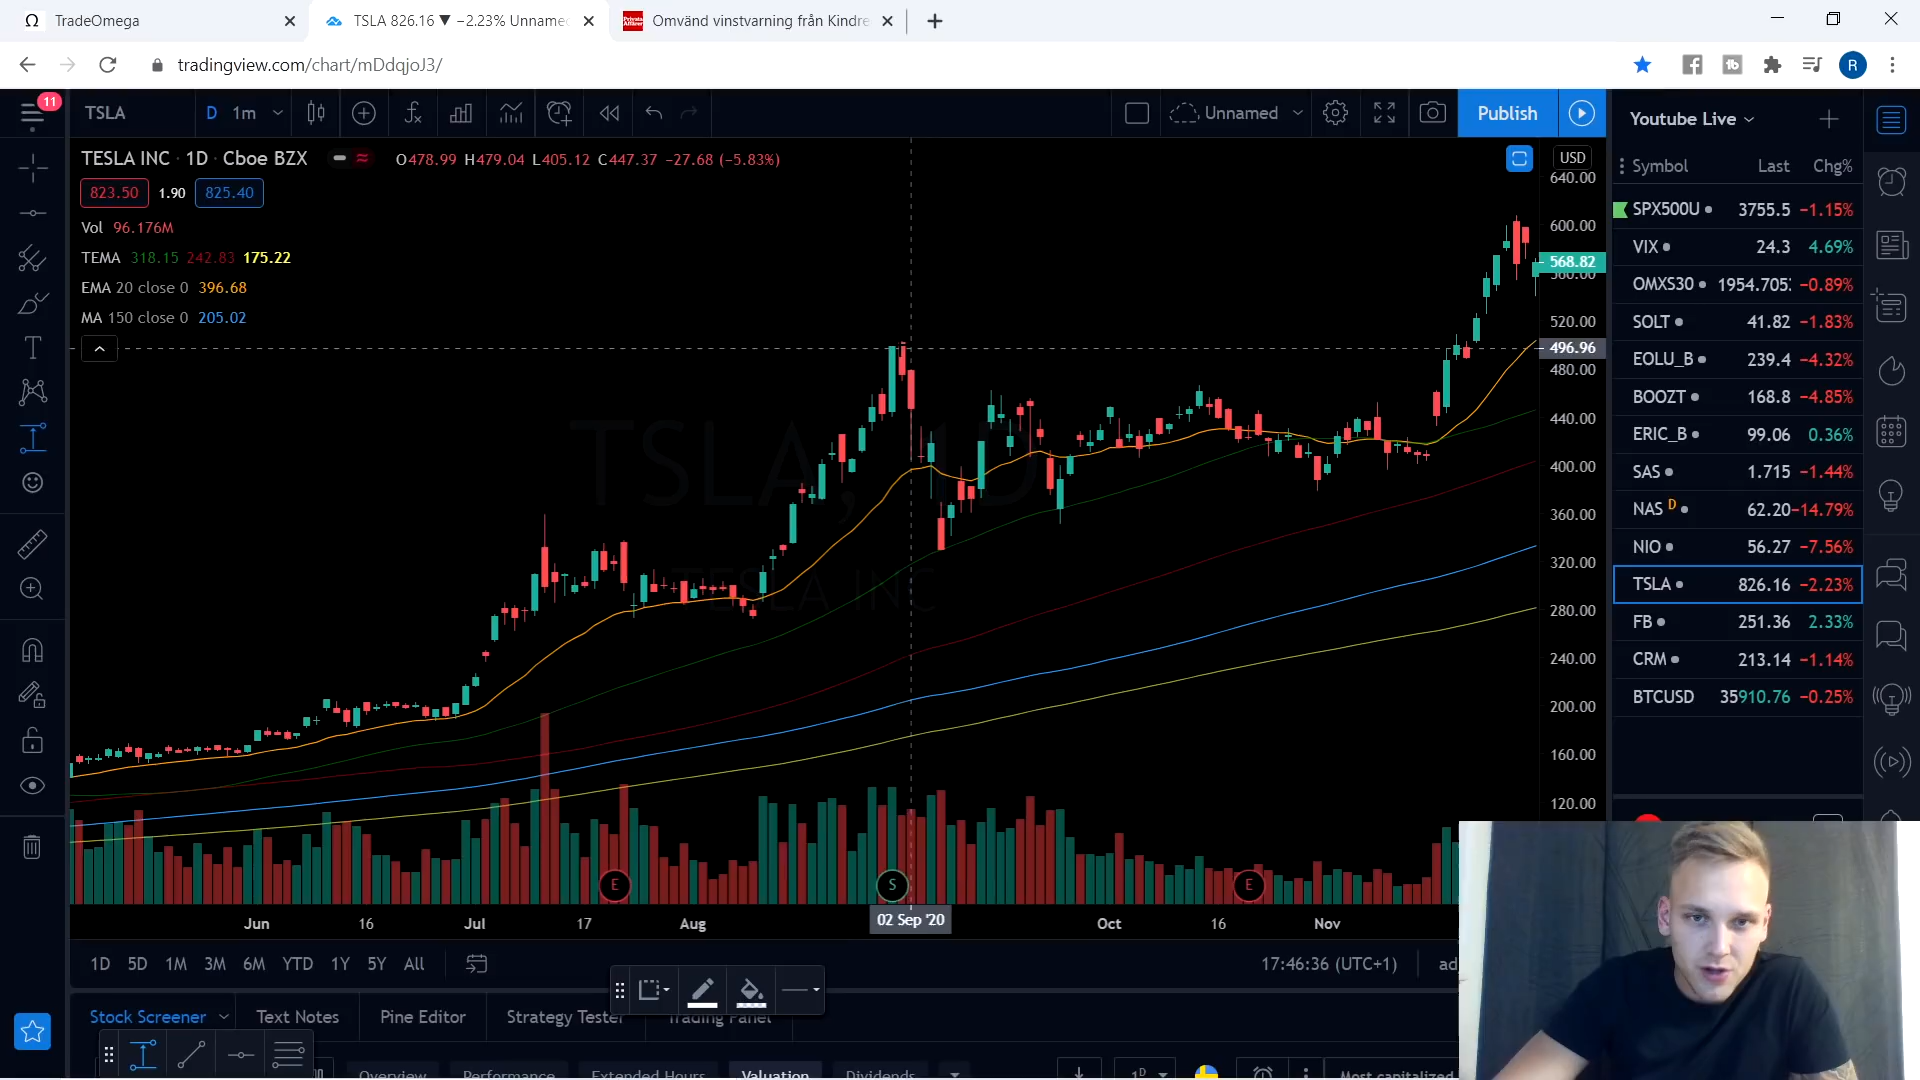 TradeOmega
TSLA 826.16 ▼ −2.23% Unnamed
Omvänd vinstvarning från Kindre
tradingview.com/chart/mDdqjoJ3/
R
11
TSLA
D 1m
Unnamed
Publish
Youtube Live
TESLA INC · 1D · Cboe BZX
O478.99 H479.04 L405.12 C447.37 −27.68 (−5.83%)
823.50 1.90 825.40
Vol 96.176M
TEMA 318.15 242.83 175.22
EMA 20 close 0 396.68
MA 150 close 0 205.02
TSLA, 1D
TESLA INC
USD
640.00
600.00
568.82
560.00
520.00
496.96
480.00
440.00
400.00
360.00
320.00
280.00
240.00
200.00
160.00
120.00
Symbol Last Chg%
SPX500U 3755.5 −1.15%
VIX 24.3 4.69%
OMXS30 1954.705 −0.89%
SOLT 41.82 −1.83%
EOLU_B 239.4 −4.32%
BOOZT 168.8 −4.85%
ERIC_B 99.06 0.36%
SAS 1.715 −1.44%
NAS D 62.20 −14.79%
NIO 56.27 −7.56%
TSLA 826.16 −2.23%
FB 251.36 2.33%
CRM 213.14 −1.14%
BTCUSD 35910.76 −0.25%
E S E
Jun 16 Jul 17 Aug 02 Sep '20 Oct 16 Nov
1D 5D 1M 3M 6M YTD 1Y 5Y All
17:46:36 (UTC+1) ad
Stock Screener Text Notes Pine Editor Strategy Tester Trading Panel
Overview Performance Extended Hours Valuation Dividends 1D Most capitalized